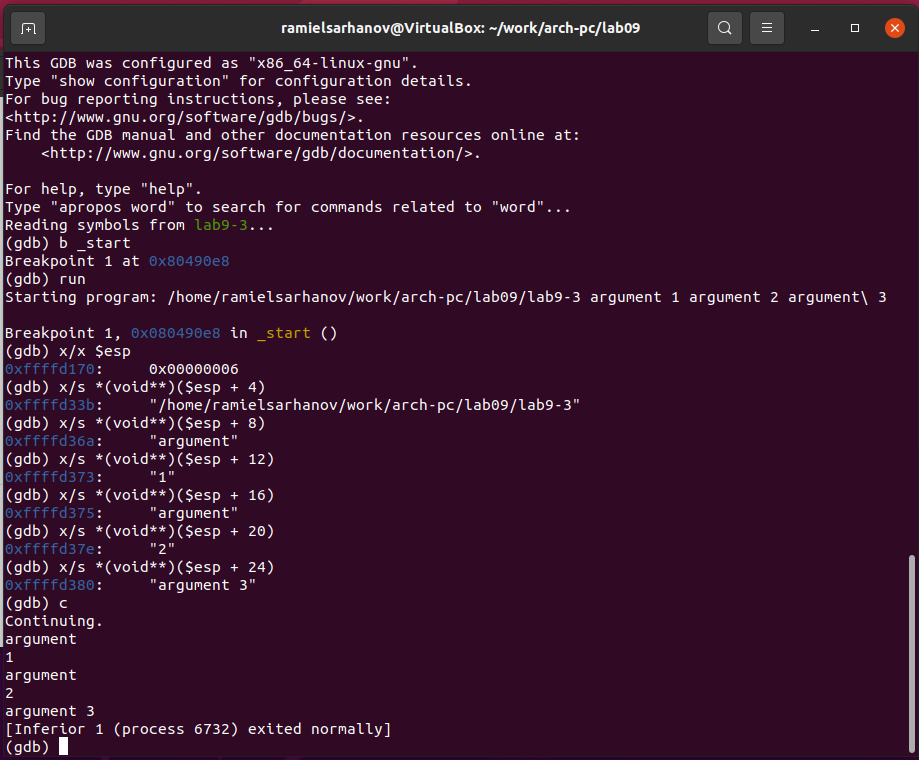 ramielsarhanov@VirtualBox: ~/work/arch-pc/lab09
This GDB was configured as "x86_64-linux-gnu".
Type "show configuration" for configuration details.
For bug reporting instructions, please see:
<http://www.gnu.org/software/gdb/bugs/>.
Find the GDB manual and other documentation resources online at:
    <http://www.gnu.org/software/gdb/documentation/>.

For help, type "help".
Type "apropos word" to search for commands related to "word"...
Reading symbols from lab9-3...
(gdb) b _start
Breakpoint 1 at 0x80490e8
(gdb) run
Starting program: /home/ramielsarhanov/work/arch-pc/lab09/lab9-3 argument 1 argument 2 argument\ 3

Breakpoint 1, 0x080490e8 in _start ()
(gdb) x/x $esp
0xffffd170:     0x00000006
(gdb) x/s *(void**)($esp + 4)
0xffffd33b:     "/home/ramielsarhanov/work/arch-pc/lab09/lab9-3"
(gdb) x/s *(void**)($esp + 8)
0xffffd36a:     "argument"
(gdb) x/s *(void**)($esp + 12)
0xffffd373:     "1"
(gdb) x/s *(void**)($esp + 16)
0xffffd375:     "argument"
(gdb) x/s *(void**)($esp + 20)
0xffffd37e:     "2"
(gdb) x/s *(void**)($esp + 24)
0xffffd380:     "argument 3"
(gdb) c
Continuing.
argument
1
argument
2
argument 3
[Inferior 1 (process 6732) exited normally]
(gdb)